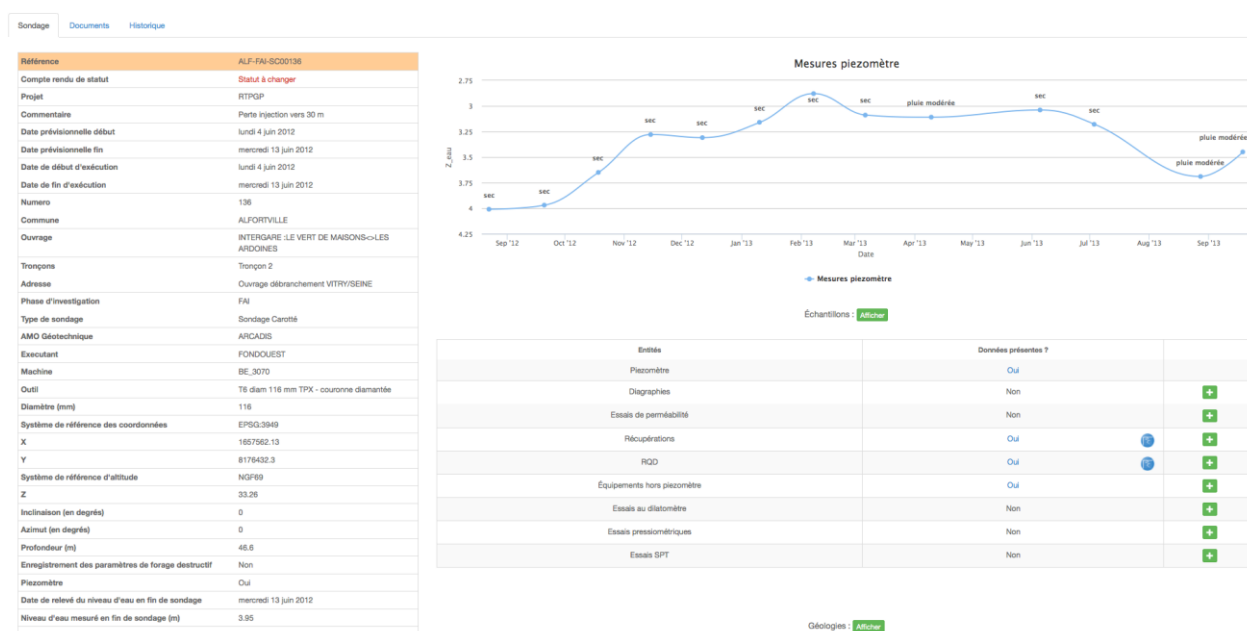 Sondage Documents Historique
Référence ALF-FAI-SC00136
Compte rendu de statut Statut à changer
Projet RTPGP
Commentaire Perte injection vers 30 m
Date prévisionnelle début lundi 4 juin 2012
Date prévisionnelle fin mercredi 13 juin 2012
Date de début d'exécution lundi 4 juin 2012
Date de fin d'exécution mercredi 13 juin 2012
Numero 136
Commune ALFORTVILLE
Ouvrage INTERGARE :LE VERT DE MAISONS<>LES
ARDOINES
Tronçons Tronçon 2
Adresse Ouvrage débranchement VITRY/SEINE
Phase d'investigation FAI
Type de sondage Sondage Carotté
AMO Géotechnique ARCADIS
Executant FONDOUEST
Machine BE_3070
Outil T6 diam 116 mm TPX - couronne diamantée
Diamètre (mm) 116
Système de référence des coordonnées EPSG:3949
X 1657562.13
Y 8176432.3
Système de référence d'altitude NGF69
Z 33.26
Inclinaison (en degrés) 0
Azimut (en degrés) 0
Profondeur (m) 46.6
Enregistrement des paramètres de forage destructif Non
Piezomètre Oui
Date de relevé du niveau d'eau en fin de sondage mercredi 13 juin 2012
Niveau d'eau mesuré en fin de sondage (m) 3.95
Mesures piezomètre
2.75
3
3.25
3.5
3.75
4
4.25
Z_eau
sec
sec
sec
sec
sec
sec
sec
sec
pluie modérée
sec
sec
pluie modérée
pluie modérée
Sep '12 Oct '12 Nov '12 Dec '12 Jan '13 Feb '13 Mar '13 Apr '13 May '13 Jun '13 Jul '13 Aug '13 Sep '13
Date
Mesures piezomètre
Échantillons : Afficher
Entités Données présentes ?
Piezomètre Oui
Diagraphies Non
Essais de perméabilité Non
Récupérations Oui
RQD Oui
Équipements hors piezomètre Oui
Essais au dilatomètre Non
Essais pressiométriques Non
Essais SPT Non
Géologies : Afficher